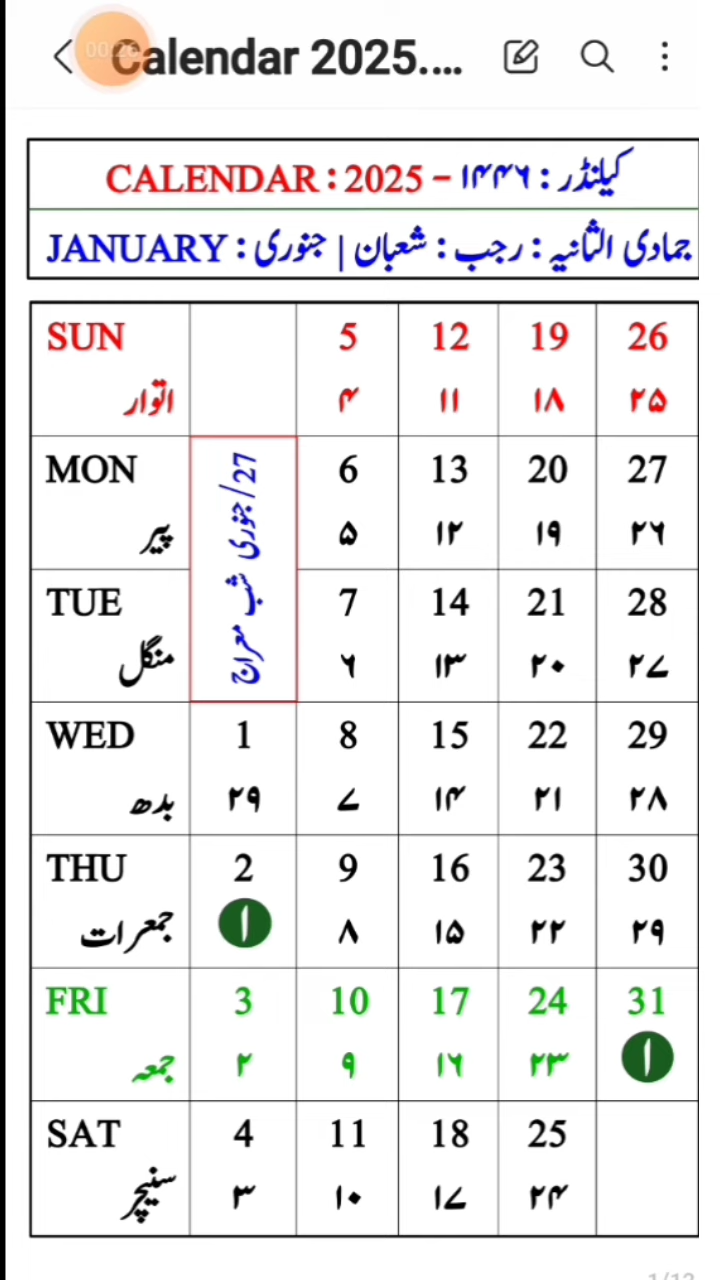 00:26
Calendar 2025....
CALENDAR : 2025 - کیلنڈر : ۱۴۴۶
JANUARY : جمادی الثانیہ : رجب : شعبان | جنوری
SUN 5 12 19 26
اتوار ۴ ۱۱ ۱۸ ۲۵
27/جنوری شب معراج
MON 6 13 20 27
پیر ۵ ۱۲ ۱۹ ۲۶
TUE 7 14 21 28
منگل ۶ ۱۳ ۲۰ ۲۷
WED 1 8 15 22 29
بدھ ۲۹ ۷ ۱۴ ۲۱ ۲۸
THU 2 9 16 23 30
جمعرات ۱ ۸ ۱۵ ۲۲ ۲۹
FRI 3 10 17 24 31
جمعہ ۲ ۹ ۱۶ ۲۳ ۱
SAT 4 11 18 25
سنیچر ۳ ۱۰ ۱۷ ۲۴
1/12